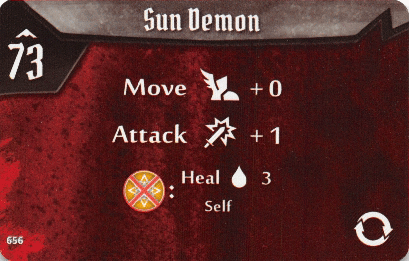 Sun Demon
73
Move + 0
Attack + 1
: Heal 3
Self
656